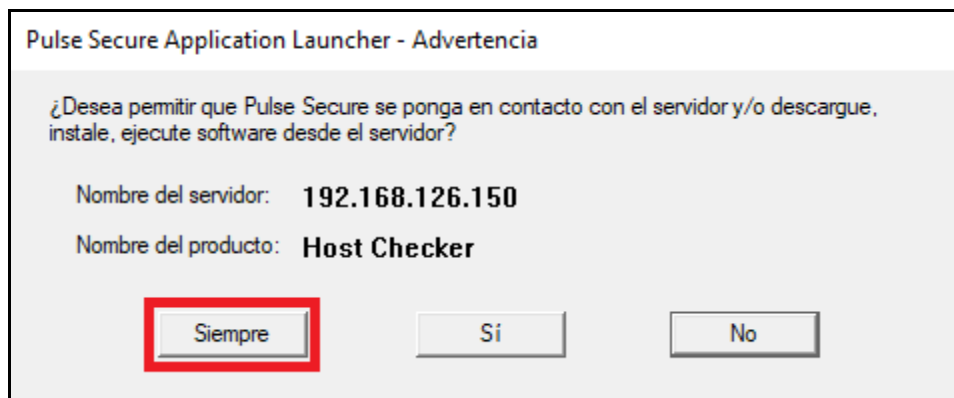 Pulse Secure Application Launcher - Advertencia
¿Desea permitir que Pulse Secure se ponga en contacto con el servidor y/o descargue,
instale, ejecute software desde el servidor?
Nombre del servidor: 192.168.126.150
Nombre del producto: Host Checker
Siempre Sí No